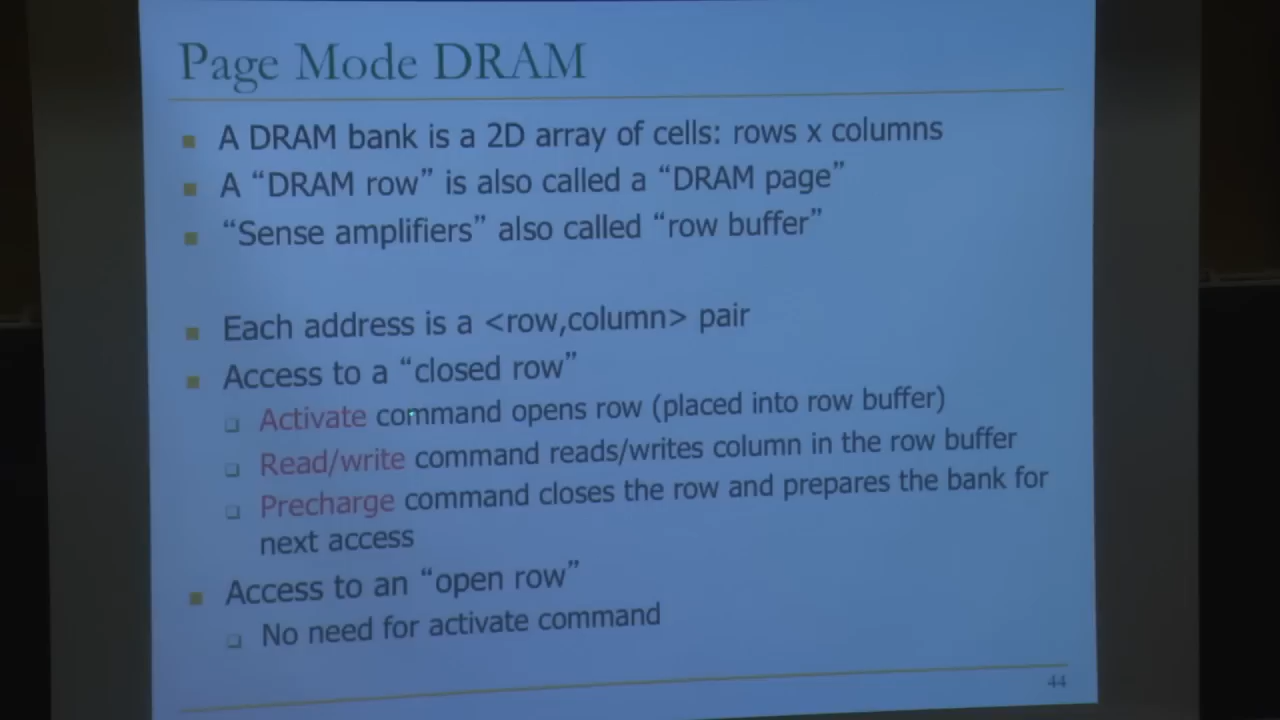 Page Mode DRAM
A DRAM bank is a 2D array of cells: rows x columns
A “DRAM row” is also called a “DRAM page”
“Sense amplifiers” also called “row buffer”
Each address is a <row,column> pair
Access to a “closed row”
Activate command opens row (placed into row buffer)
Read/write command reads/writes column in the row buffer
Precharge command closes the row and prepares the bank for
next access
Access to an “open row”
No need for activate command
44